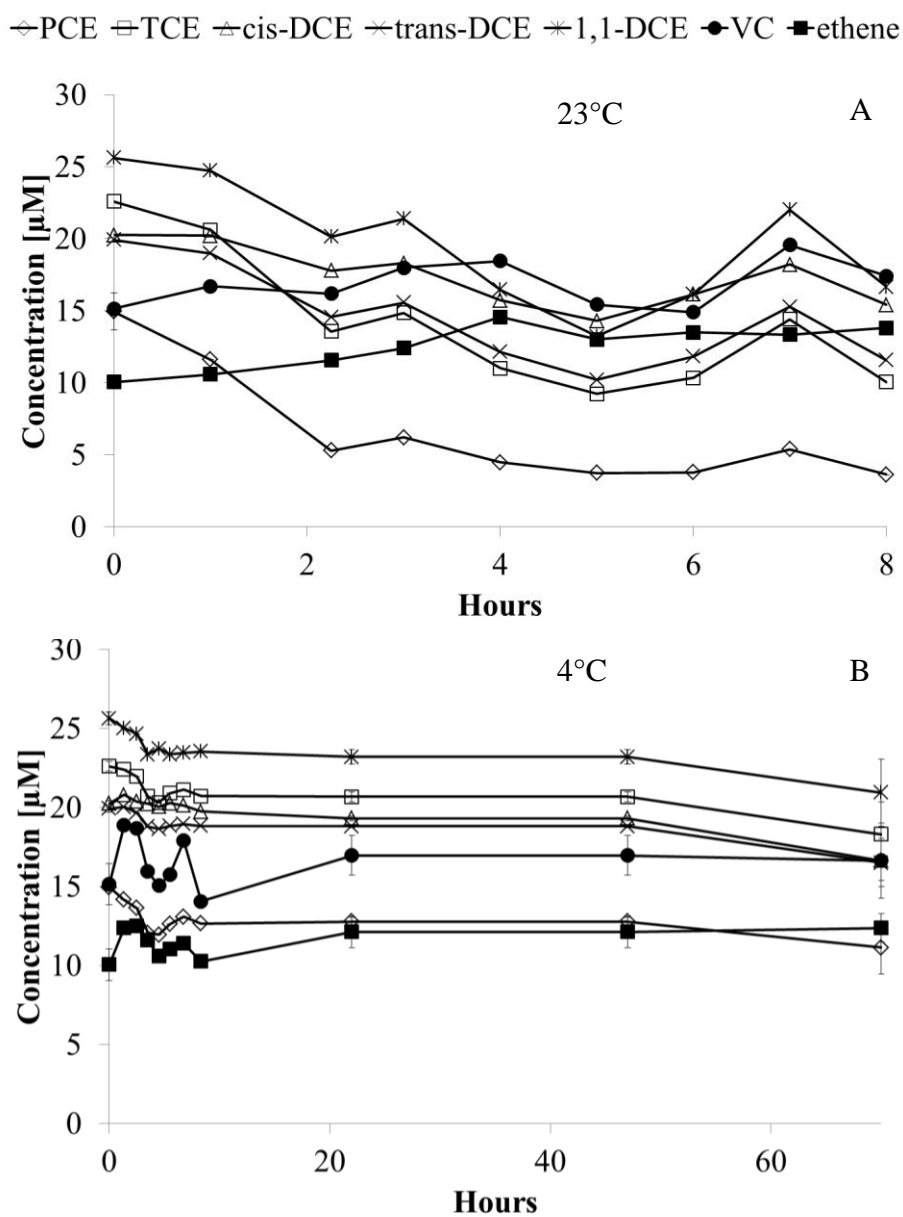 PCE TCE cis-DCE trans-DCE 1,1-DCE VC ethene
30
23°C A
25
20
15
10
5
0
Concentration [µM]
0 2 4 6 8
Hours
30
4°C B
25
20
15
10
5
0
Concentration [µM]
0 20 40 60
Hours